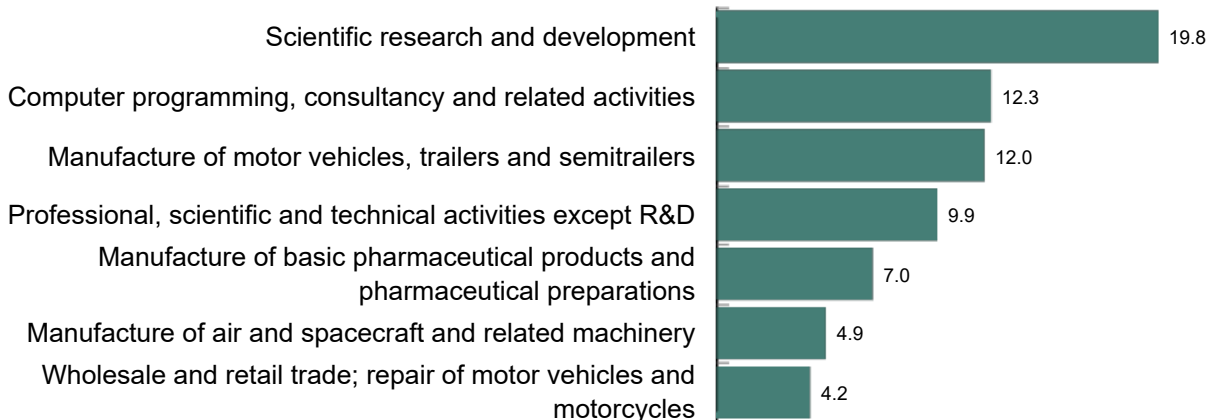 Scientific research and development 19.8
Computer programming, consultancy and related activities 12.3
Manufacture of motor vehicles, trailers and semitrailers 12.0
Professional, scientific and technical activities except R&D 9.9
Manufacture of basic pharmaceutical products and
pharmaceutical preparations 7.0
Manufacture of air and spacecraft and related machinery 4.9
Wholesale and retail trade; repair of motor vehicles and
motorcycles 4.2